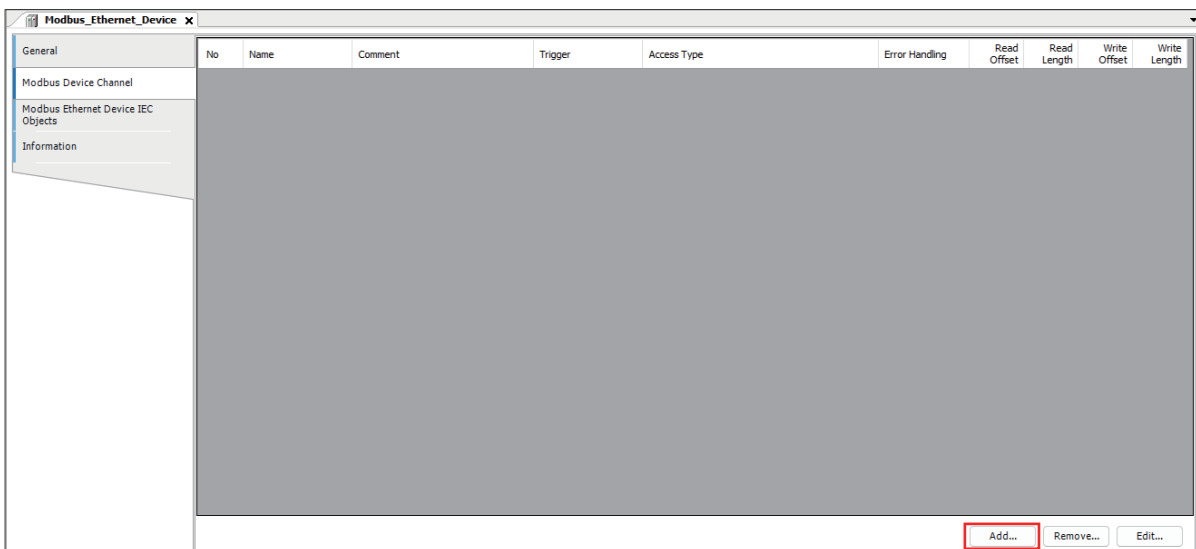 Modbus_Ethernet_Device x
General
Modbus Device Channel
Modbus Ethernet Device IEC
Objects
Information
No Name Comment Trigger Access Type Error Handling Read Offset Read Length Write Offset Write Length
Add... Remove... Edit...